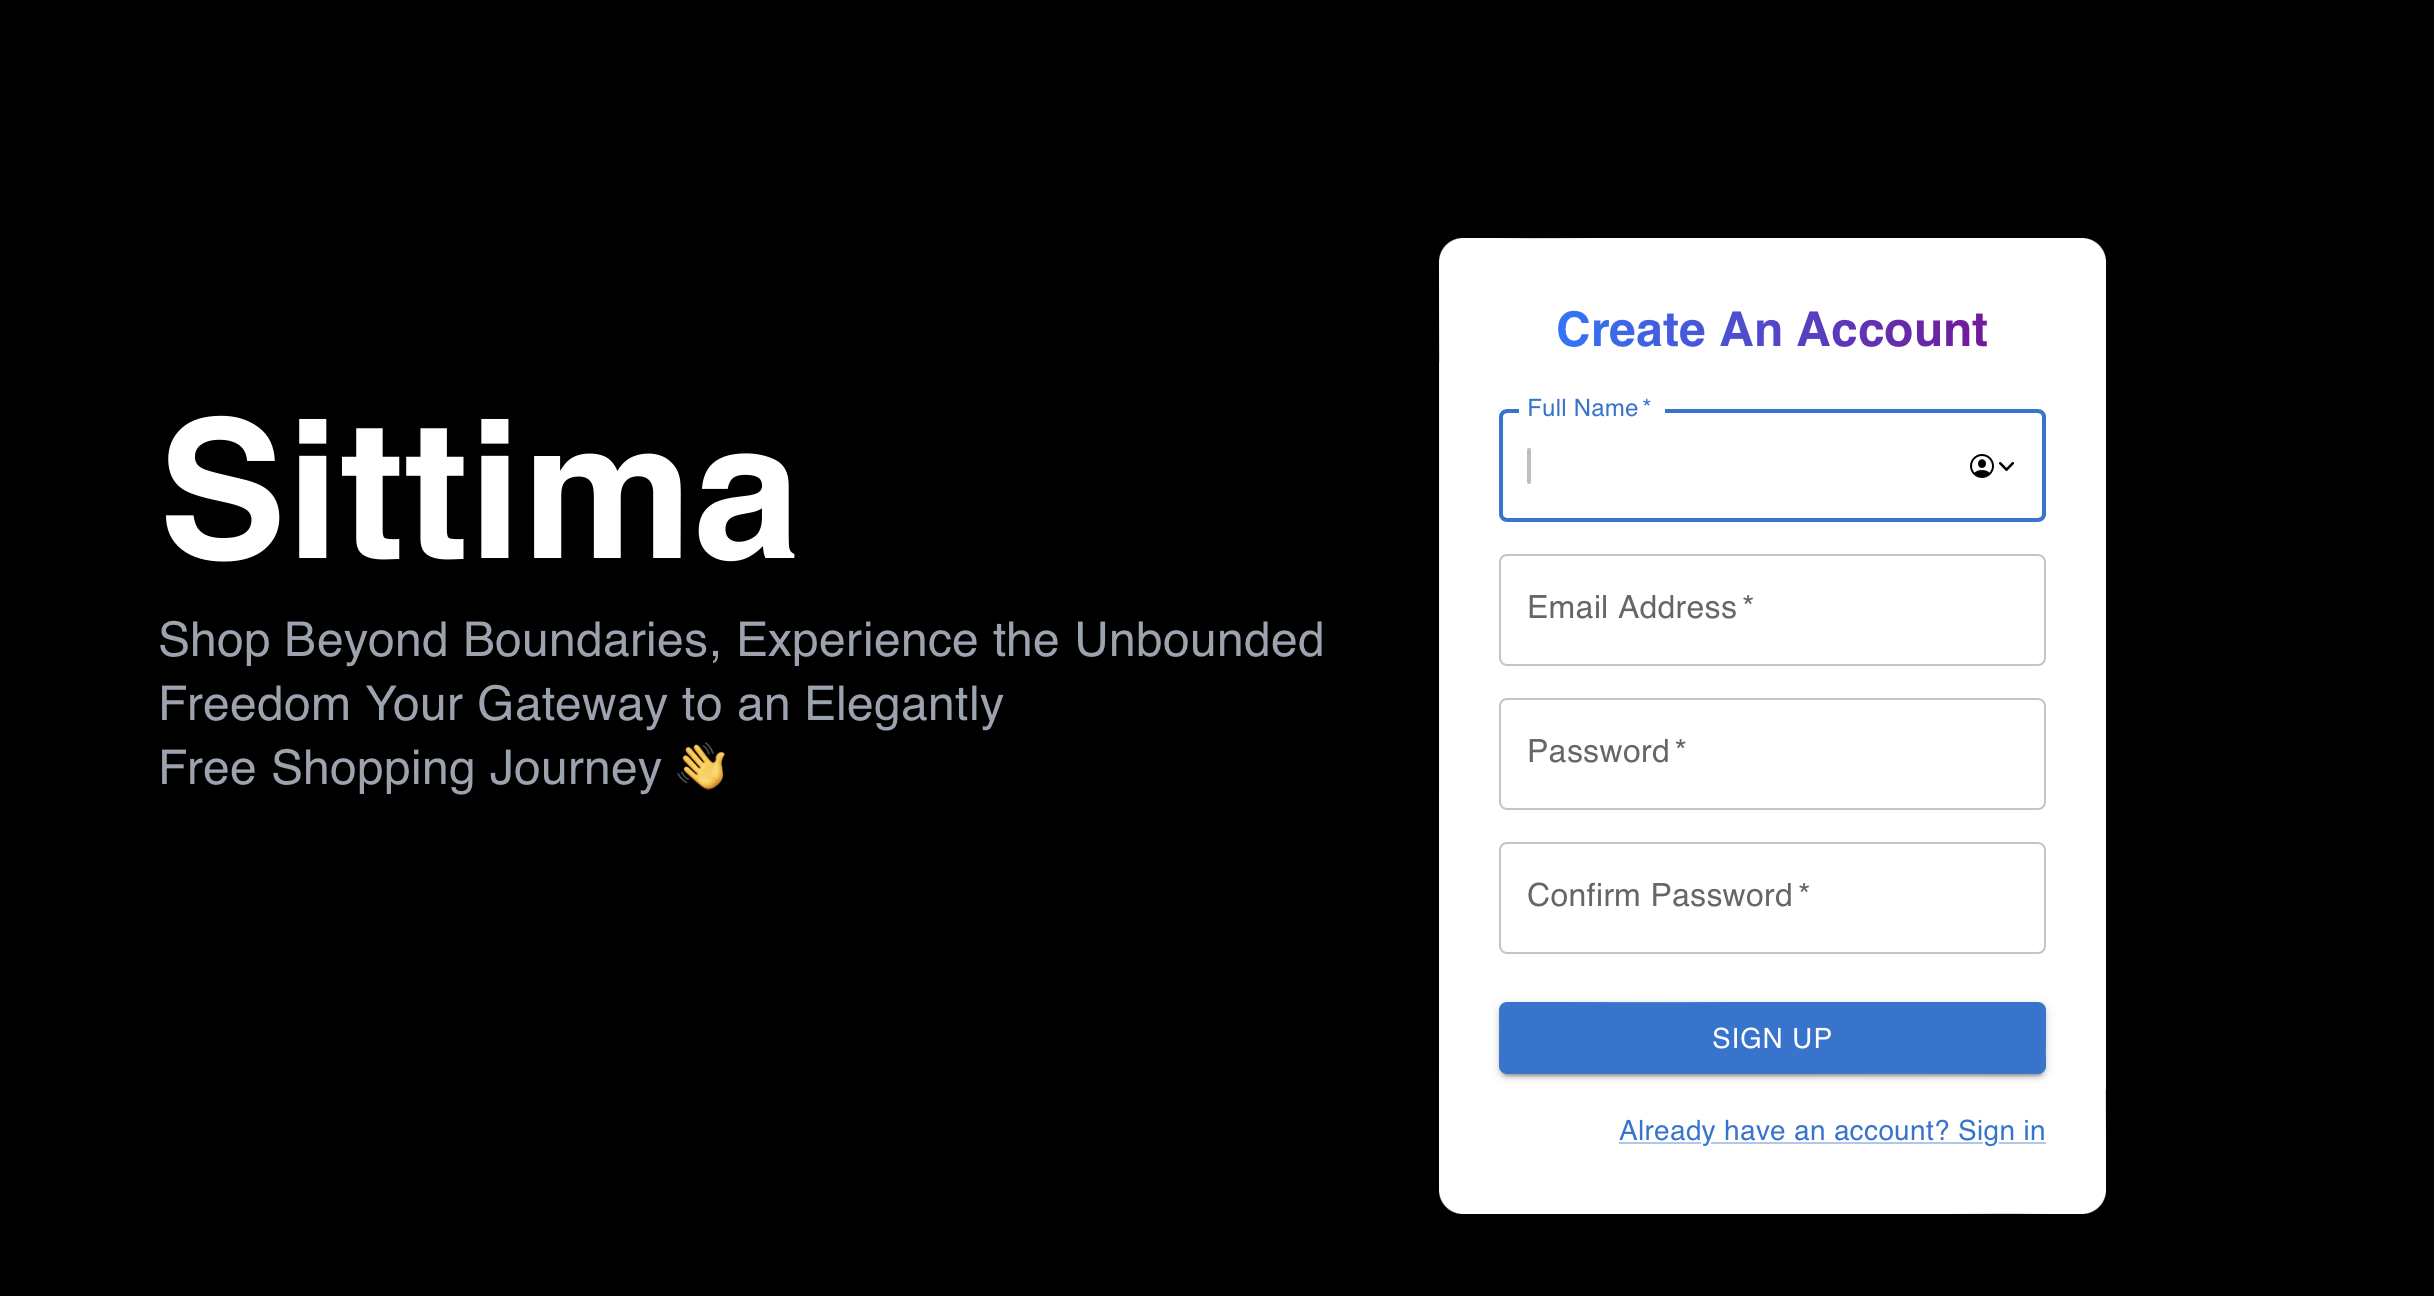 Sittima
Shop Beyond Boundaries, Experience the Unbounded
Freedom Your Gateway to an Elegantly
Free Shopping Journey 👋
Create An Account
Full Name *
Email Address *
Password *
Confirm Password *
SIGN UP
Already have an account? Sign in